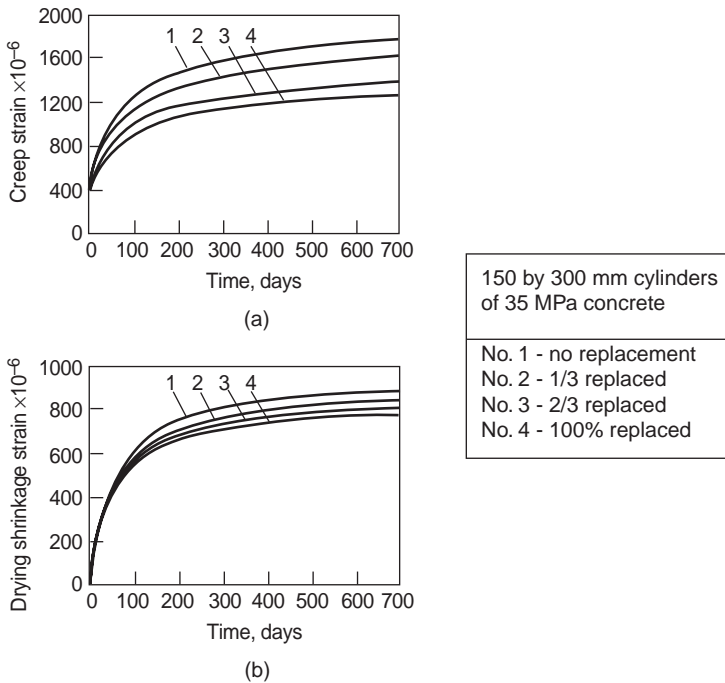 2000
1600
1200
800
400
0
Creep strain ×10–6
1 2 3 4
0 100 200 300 400 500 600 700
Time, days
(a)
1000
800
600
400
200
0
Drying shrinkage strain ×10–6
1 2 3 4
0 100 200 300 400 500 600 700
Time, days
(b)
150 by 300 mm cylinders
of 35 MPa concrete
No. 1 - no replacement
No. 2 - 1/3 replaced
No. 3 - 2/3 replaced
No. 4 - 100% replaced